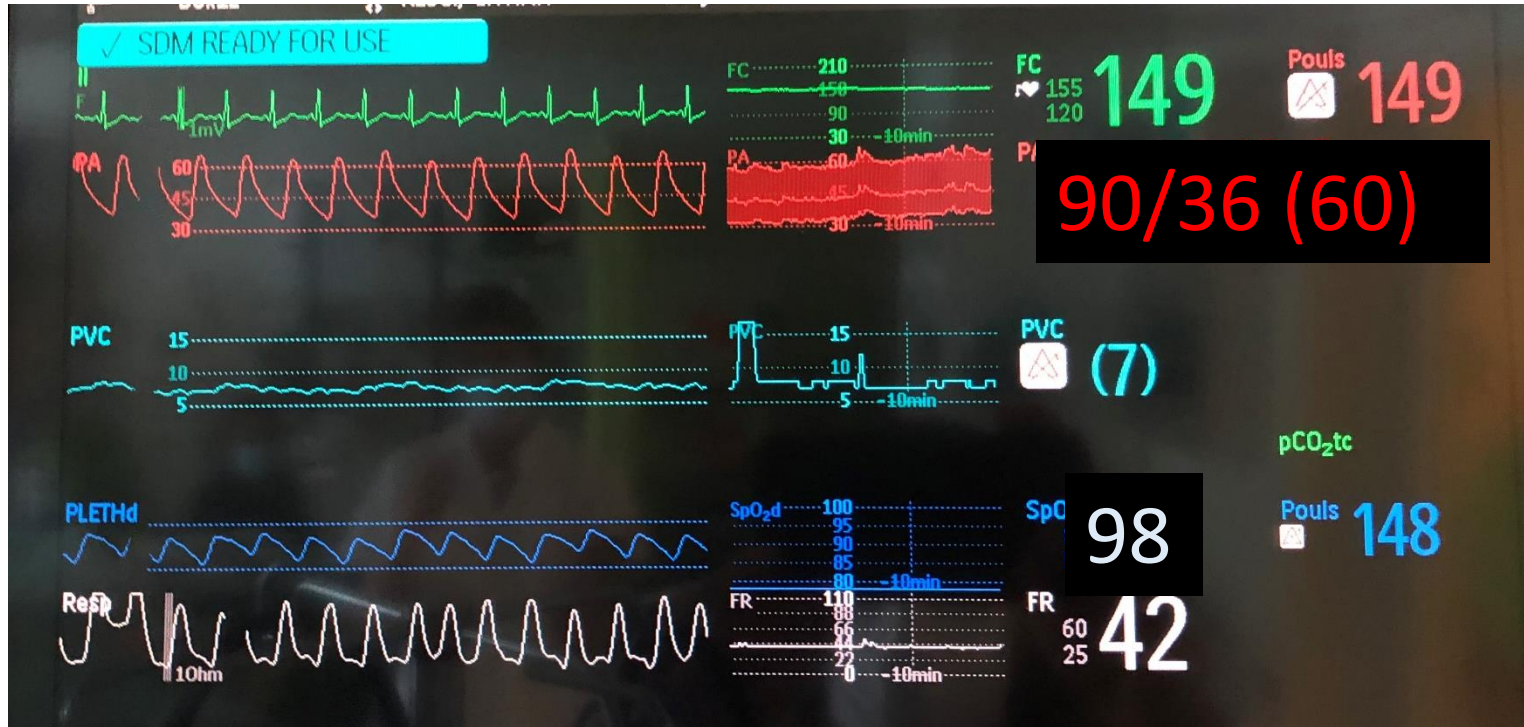 ✓ SDM READY FOR USE
II
F
1mV
FC
210
150
90
30
-10min
FC
155
120
149
Pouls
149
PA
60
45
30
PA
60
45
30
-10min
90/36 (60)
PVC
15
10
5
PVC
15
10
5
-10min
PVC
(7)
pCO₂tc
PLETHd
SpO₂d
100
95
90
85
80
-10min
SpO
98
Pouls
148
Resp
10hm
FR
110
88
66
44
22
0
-10min
FR
60
25
42